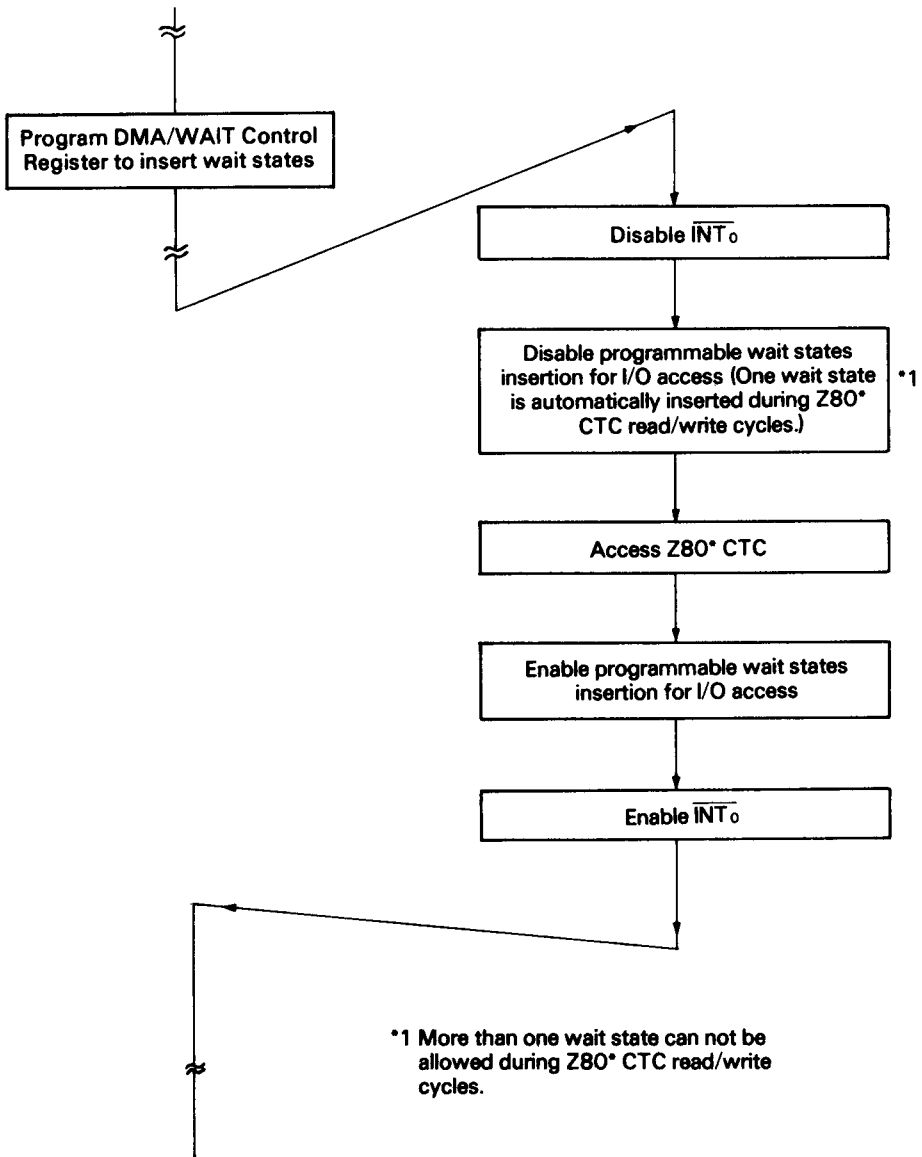 Program DMA/WAIT Control
Register to insert wait states
Disable I̅N̅T̅₀
Disable programmable wait states
insertion for I/O access (One wait state
is automatically inserted during Z80*
CTC read/write cycles.)
*1
Access Z80* CTC
Enable programmable wait states
insertion for I/O access
Enable I̅N̅T̅₀
*1 More than one wait state can not be
allowed during Z80* CTC read/write
cycles.